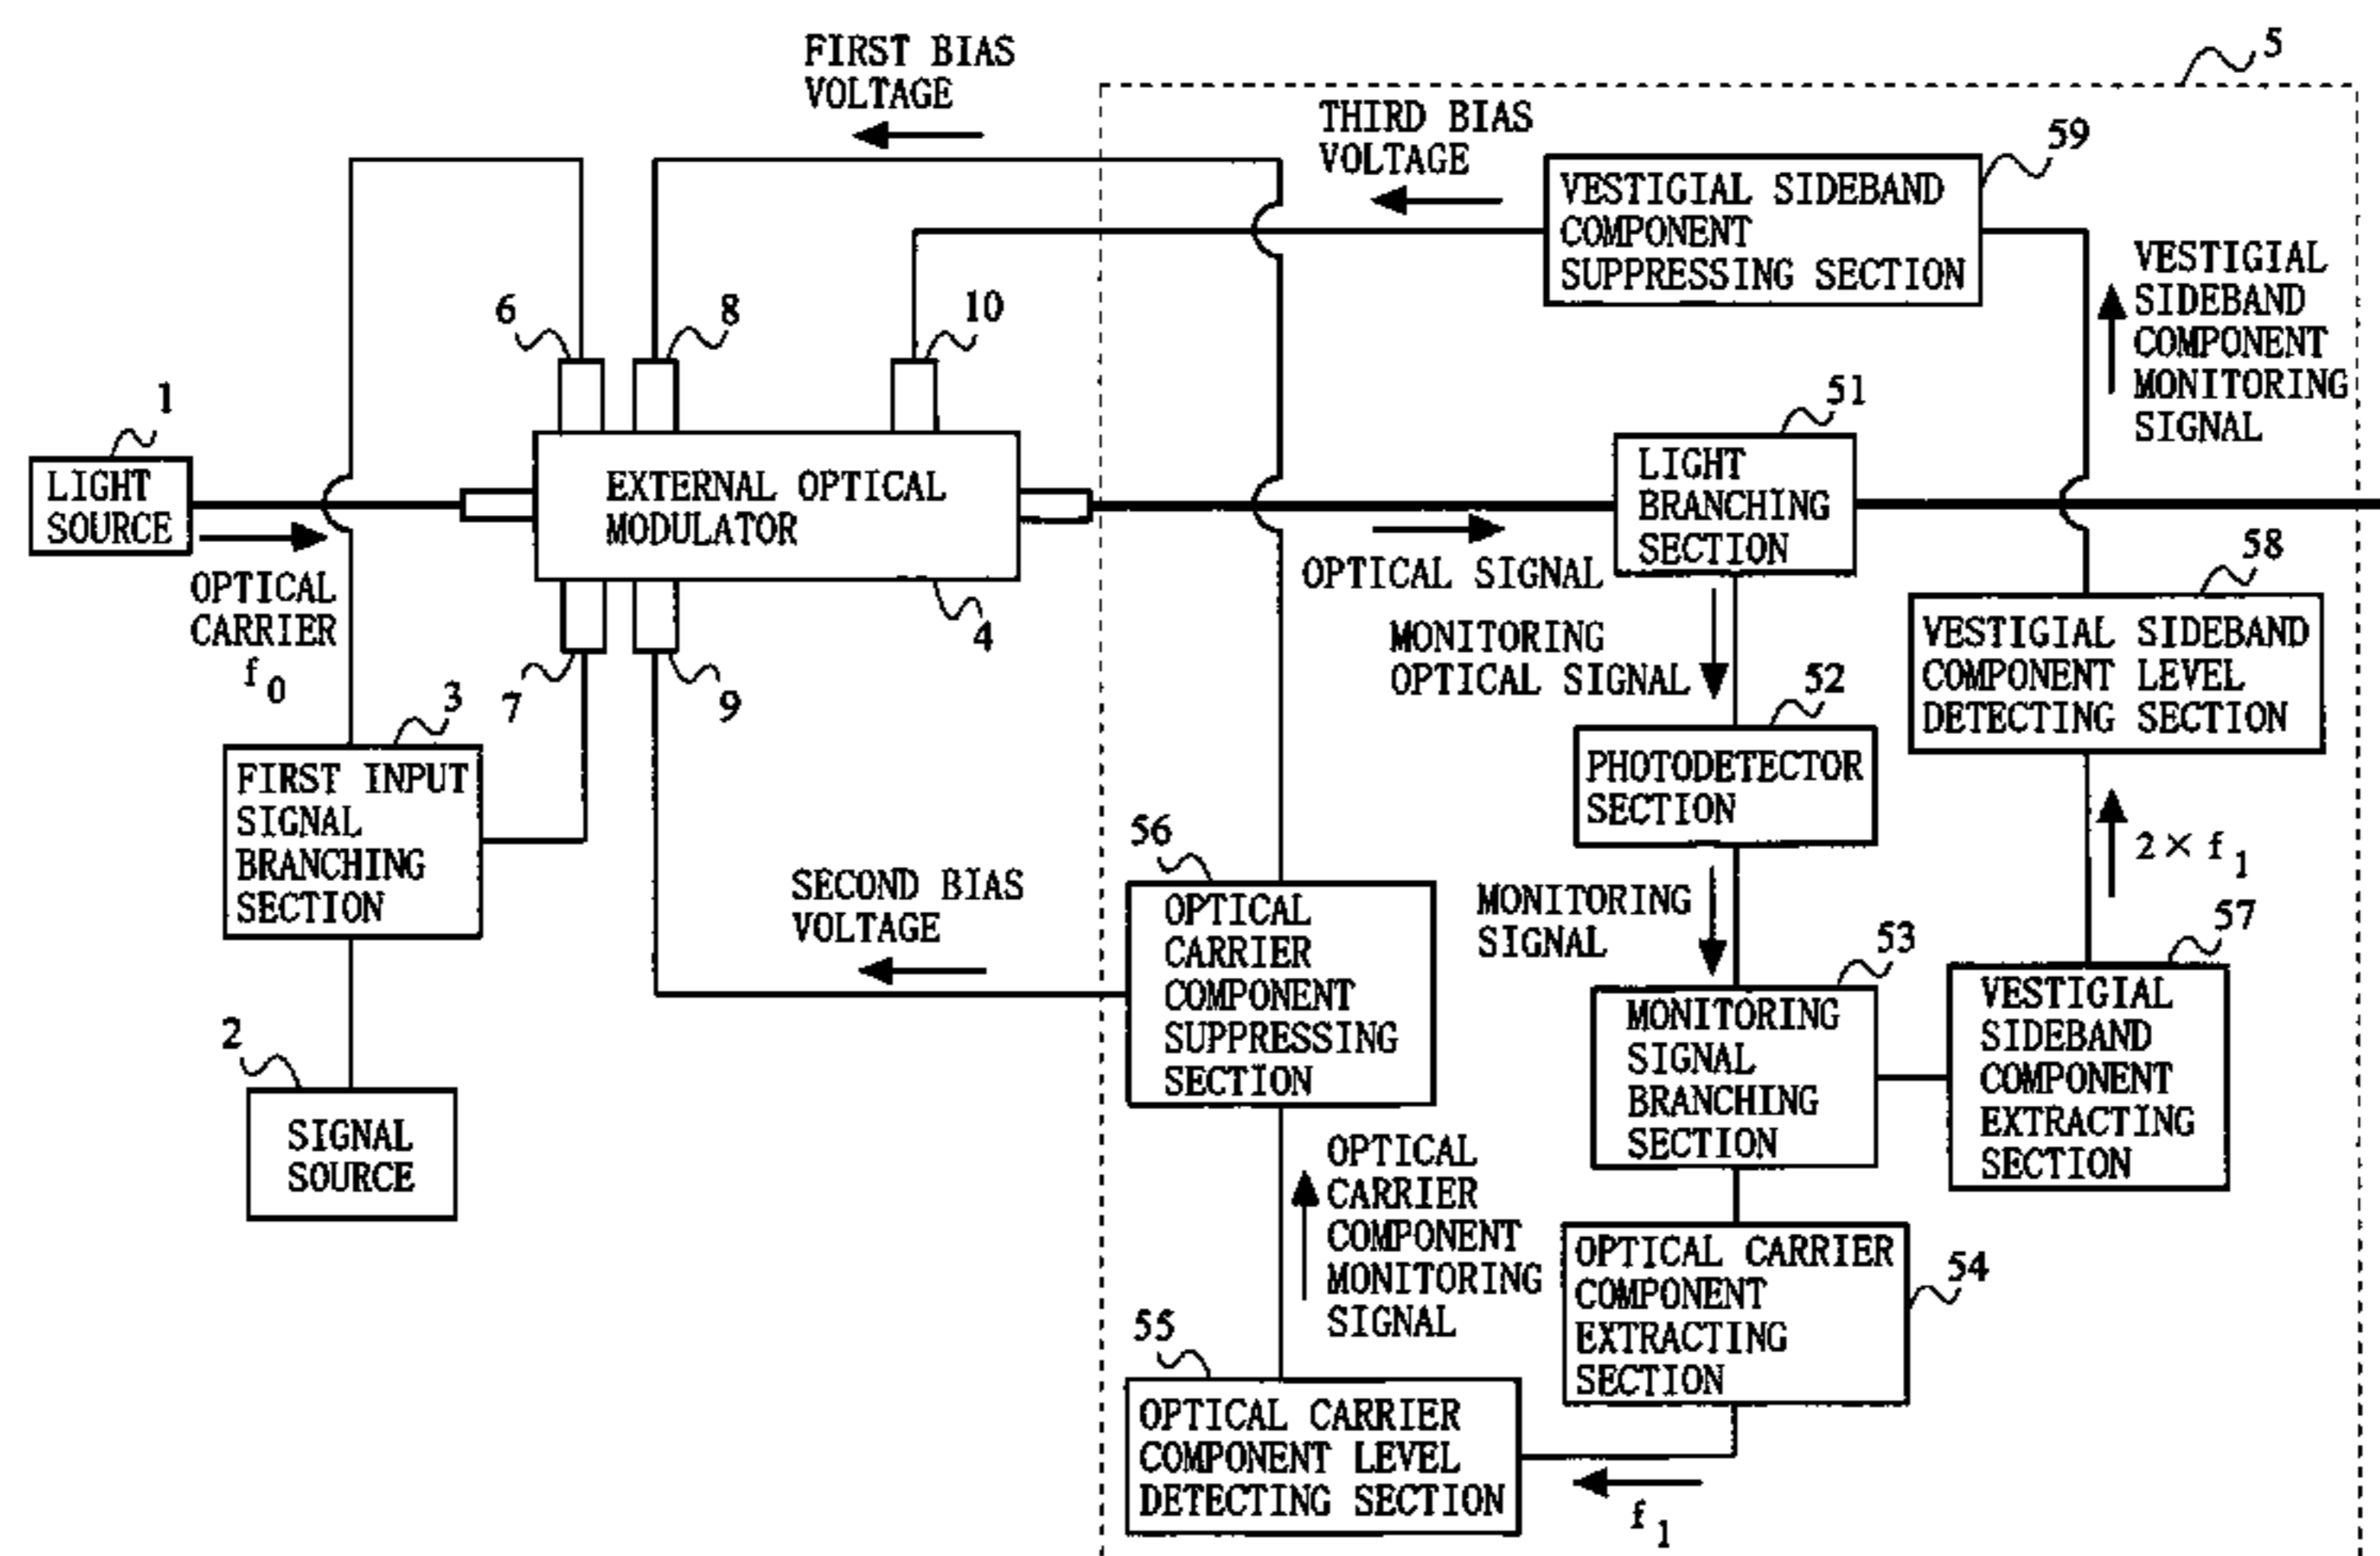 5
FIRST BIAS
VOLTAGE
THIRD BIAS
VOLTAGE
59
VESTIGIAL SIDEBAND
COMPONENT
SUPPRESSING SECTION
VESTIGIAL
SIDEBAND
COMPONENT
MONITORING
SIGNAL
6
8
10
1
LIGHT
SOURCE
OPTICAL
CARRIER
f 0
EXTERNAL OPTICAL
MODULATOR
4
7
9
51
LIGHT
BRANCHING
SECTION
OPTICAL SIGNAL
MONITORING
OPTICAL SIGNAL
58
VESTIGIAL SIDEBAND
COMPONENT LEVEL
DETECTING SECTION
3
FIRST INPUT
SIGNAL
BRANCHING
SECTION
52
PHOTODETECTOR
SECTION
2 × f 1
56
OPTICAL
CARRIER
COMPONENT
SUPPRESSING
SECTION
SECOND BIAS
VOLTAGE
MONITORING
SIGNAL
53
MONITORING
SIGNAL
BRANCHING
SECTION
57
VESTIGIAL
SIDEBAND
COMPONENT
EXTRACTING
SECTION
2
SIGNAL
SOURCE
OPTICAL
CARRIER
COMPONENT
MONITORING
SIGNAL
54
OPTICAL CARRIER
COMPONENT
EXTRACTING
SECTION
55
OPTICAL CARRIER
COMPONENT LEVEL
DETECTING SECTION
f 1